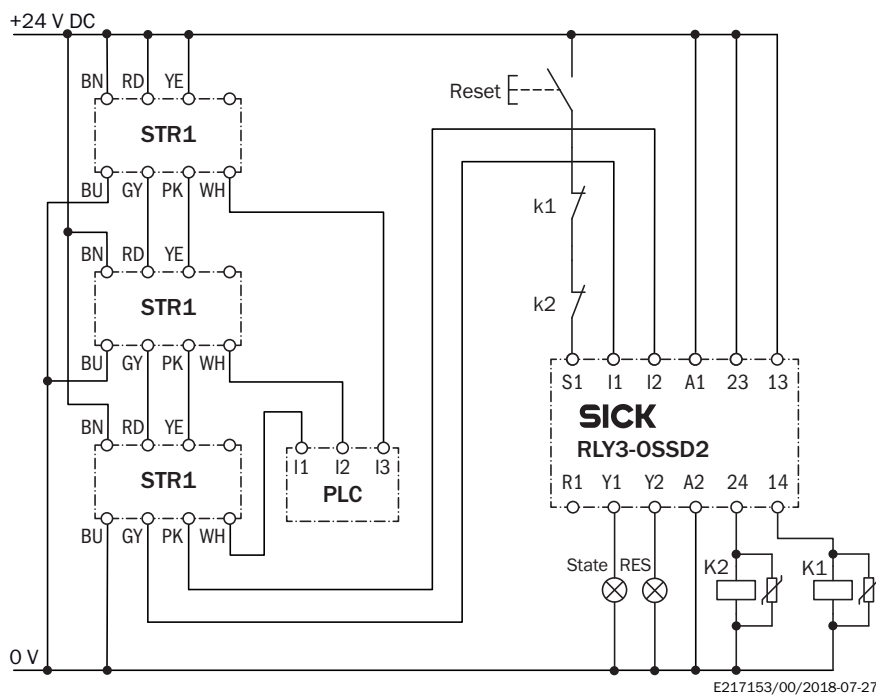 +24 V DC
BN RD YE
STR1
BU GY PK WH
BN RD YE
STR1
BU GY PK WH
BN RD YE
STR1
BU GY PK WH
I1 I2 I3
PLC
Reset
k1
k2
S1 I1 I2 A1 23 13
SICK
RLY3-OSSD2
R1 Y1 Y2 A2 24 14
State RES K2 K1
0 V
E217153/00/2018-07-27